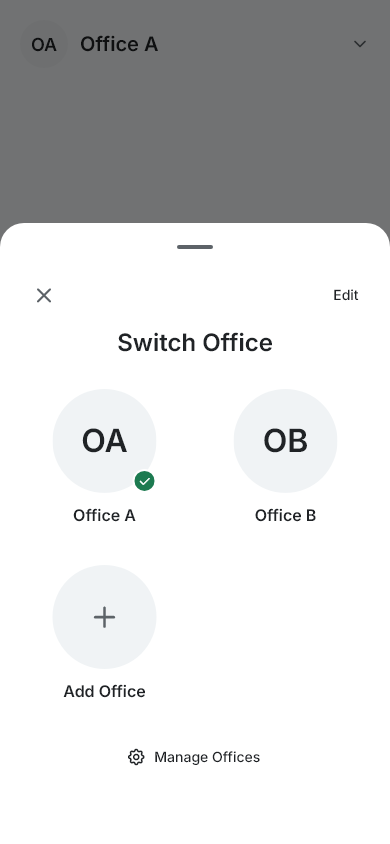 OA Office A
Edit
Switch Office
OA
OB
Office A
Office B
Add Office
Manage Offices